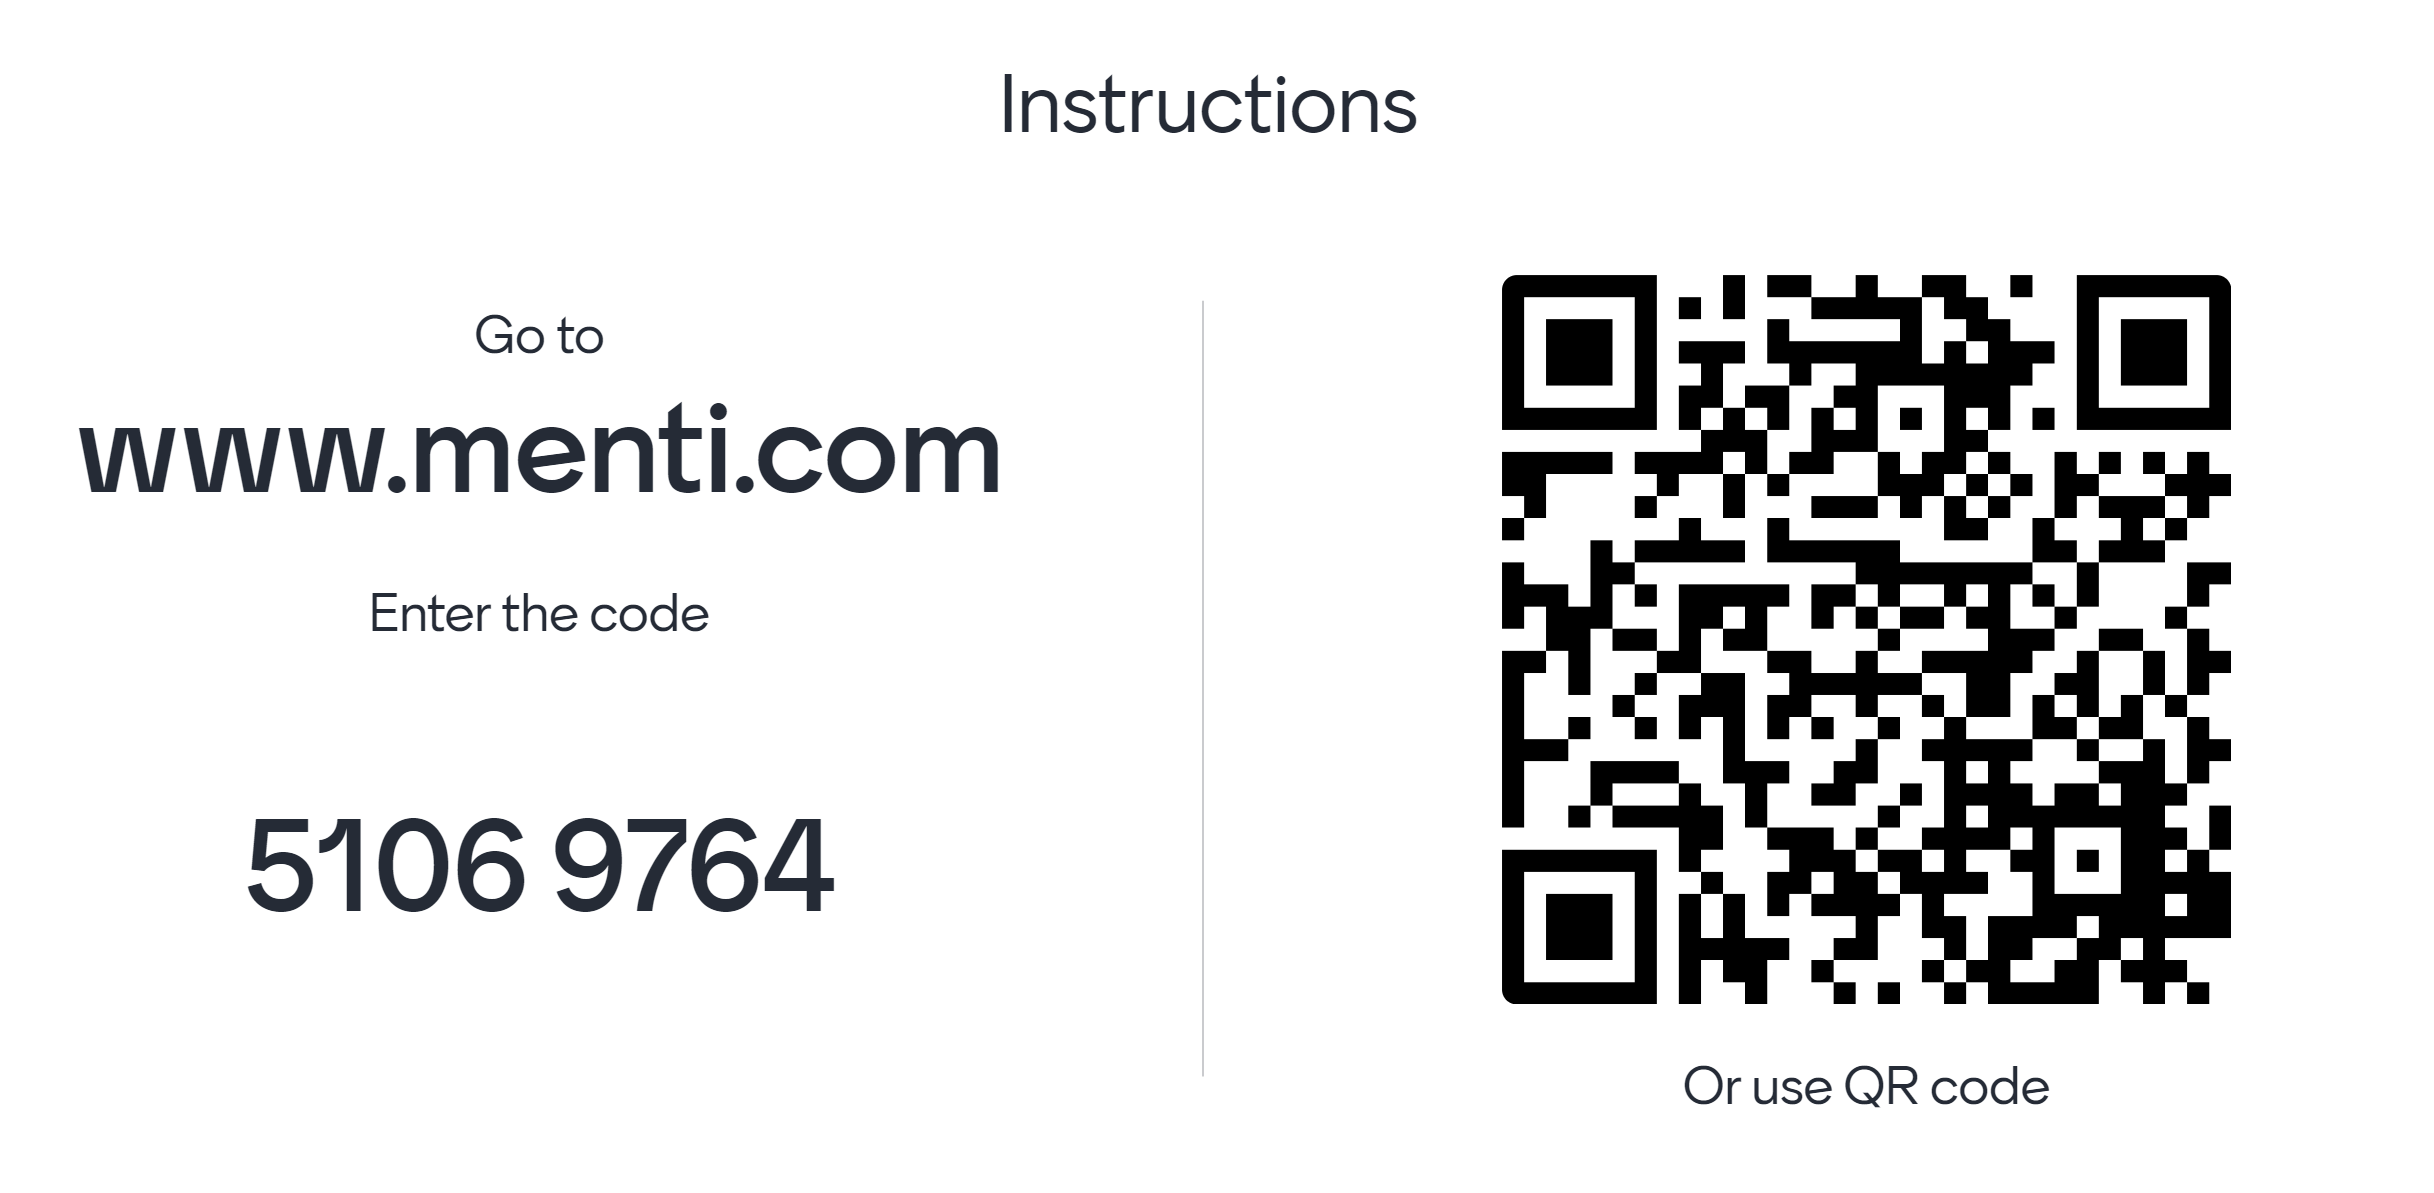 Instructions
Go to
www.menti.com
Enter the code
5106 9764
Or use QR code